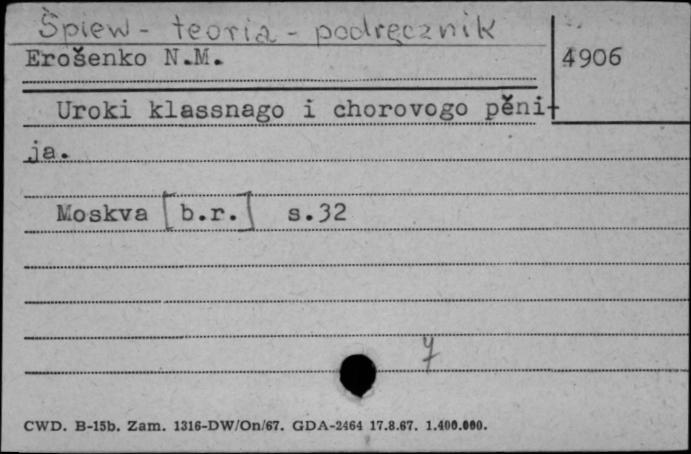 Śpiew - teoria - podręcznik
Erošenko N.M.
4906
Uroki klassnago i chorovogo pěni-
ja.
Moskva [b.r.] s.32
7
CWD. B-15b. Zam. 1316-DW/On/67. GDA-2464 17.8.67. 1.400.000.